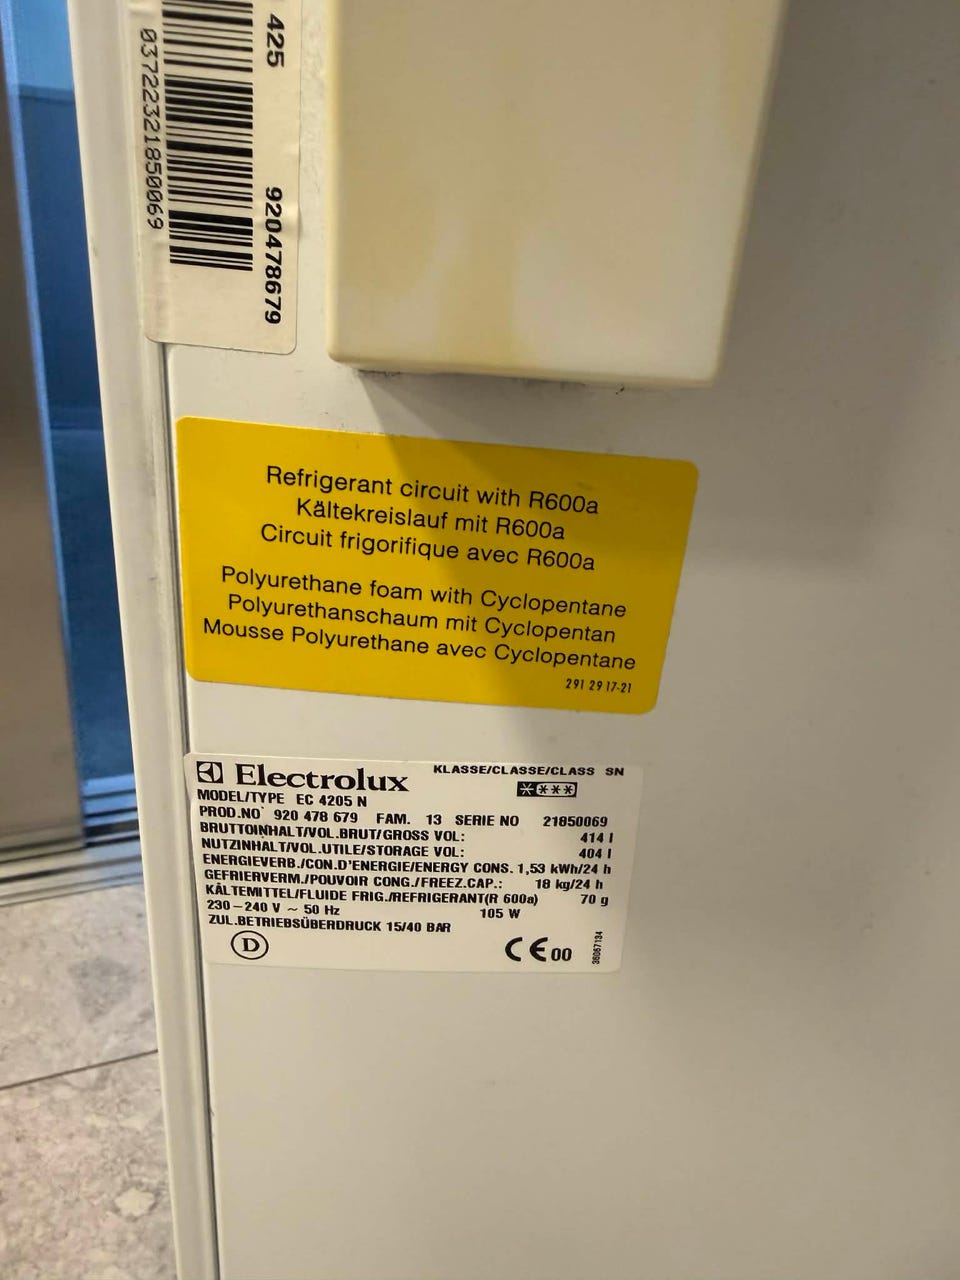 425
920478679
03722321850069
Refrigerant circuit with R600a
Kältekreislauf mit R600a
Circuit frigorifique avec R600a
Polyurethane foam with Cyclopentane
Polyurethanschaum mit Cyclopentan
Mousse Polyurethane avec Cyclopentane
291 29 17-21
Electrolux
KLASSE/CLASSE/CLASS SN
MODEL/TYPE EC 4205 N
PROD.NO 920 478 679 FAM. 13 SERIE NO 21850069
BRUTTOINHALT/VOL.BRUT/GROSS VOL: 414 l
NUTZINHALT/VOL.UTILE/STORAGE VOL: 404 l
ENERGIEVERB./CON.D'ENERGIE/ENERGY CONS. 1,53 kWh/24 h
GEFRIERVERM./POUVOIR CONG./FREEZ.CAP.: 18 kg/24 h
KÄLTEMITTEL/FLUIDE FRIG./REFRIGERANT(R 600a) 70 g
230-240 V ~ 50 Hz 105 W
ZUL.BETRIEBSÜBERDRUCK 15/40 BAR
D
CE 00
36067134